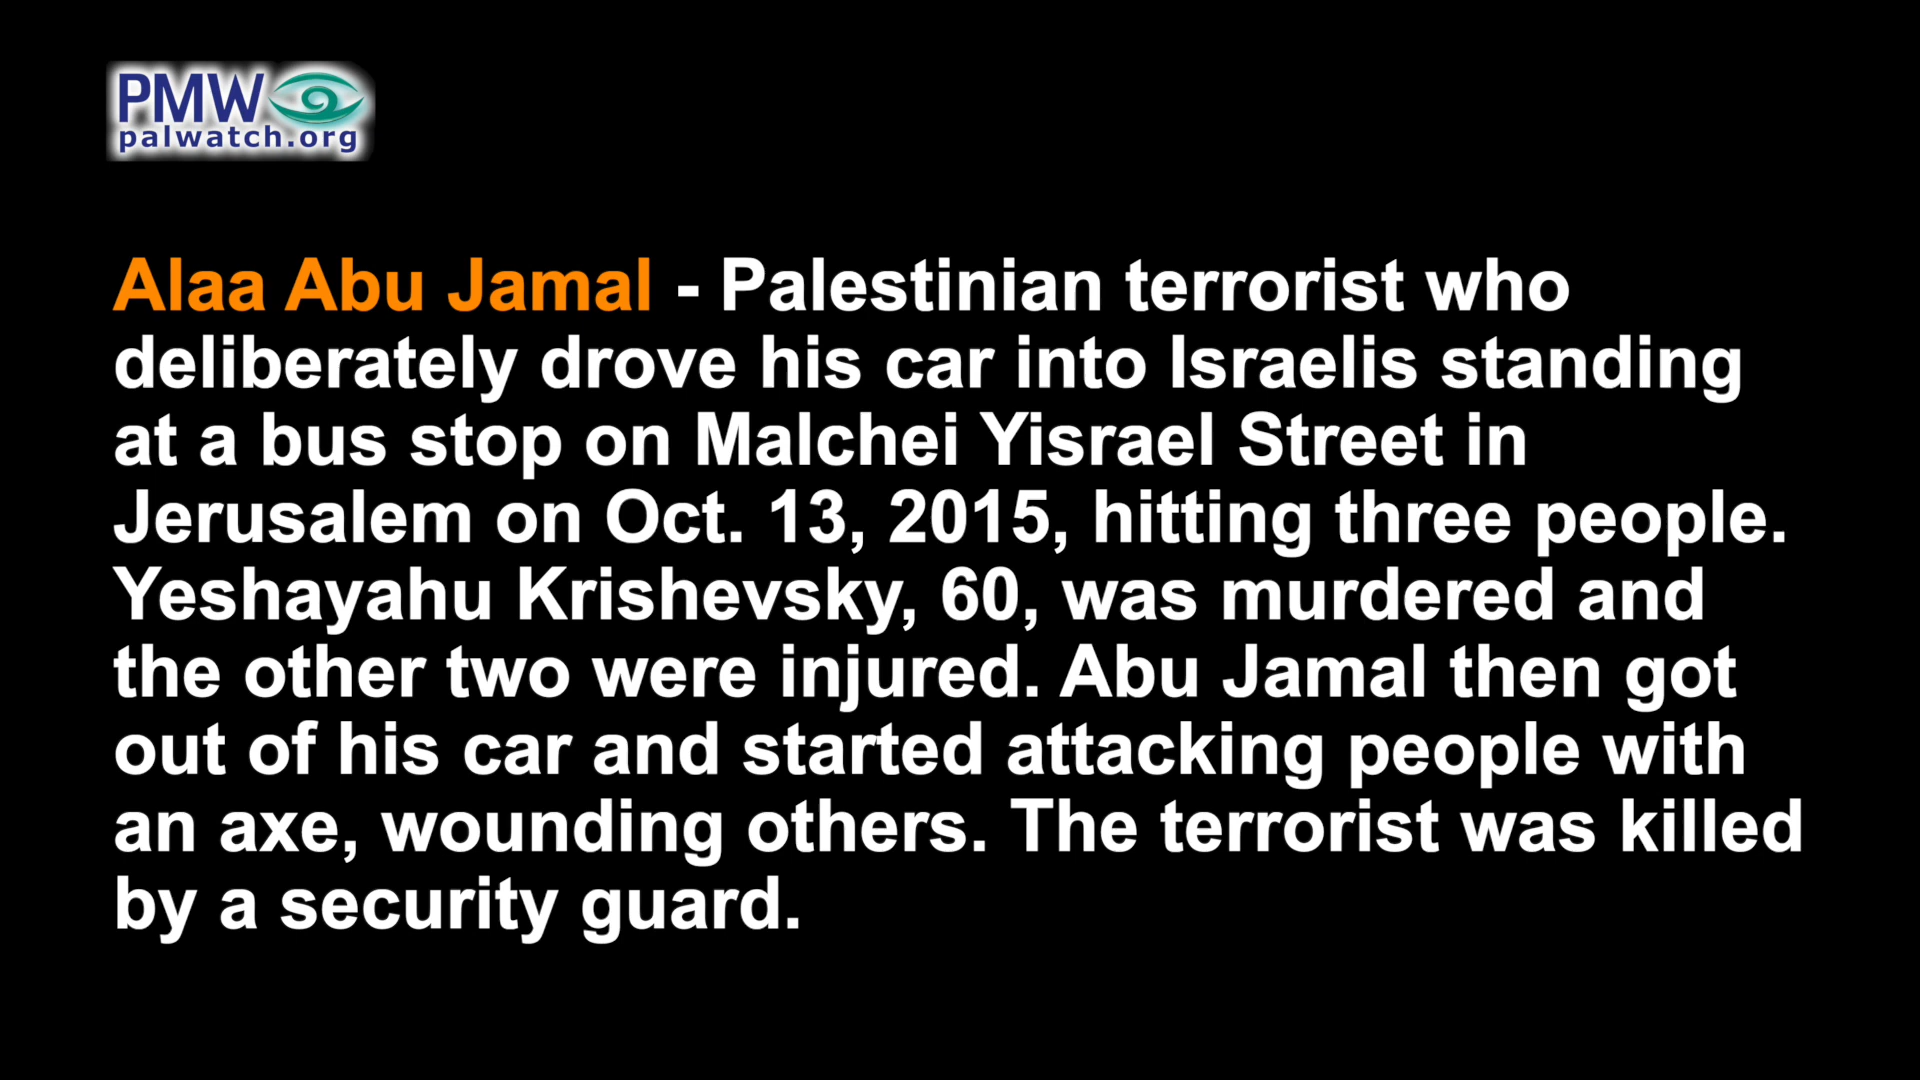 PMW
palwatch.org
Alaa Abu Jamal - Palestinian terrorist who
deliberately drove his car into Israelis standing
at a bus stop on Malchei Yisrael Street in
Jerusalem on Oct. 13, 2015, hitting three people.
Yeshayahu Krishevsky, 60, was murdered and
the other two were injured. Abu Jamal then got
out of his car and started attacking people with
an axe, wounding others. The terrorist was killed
by a security guard.